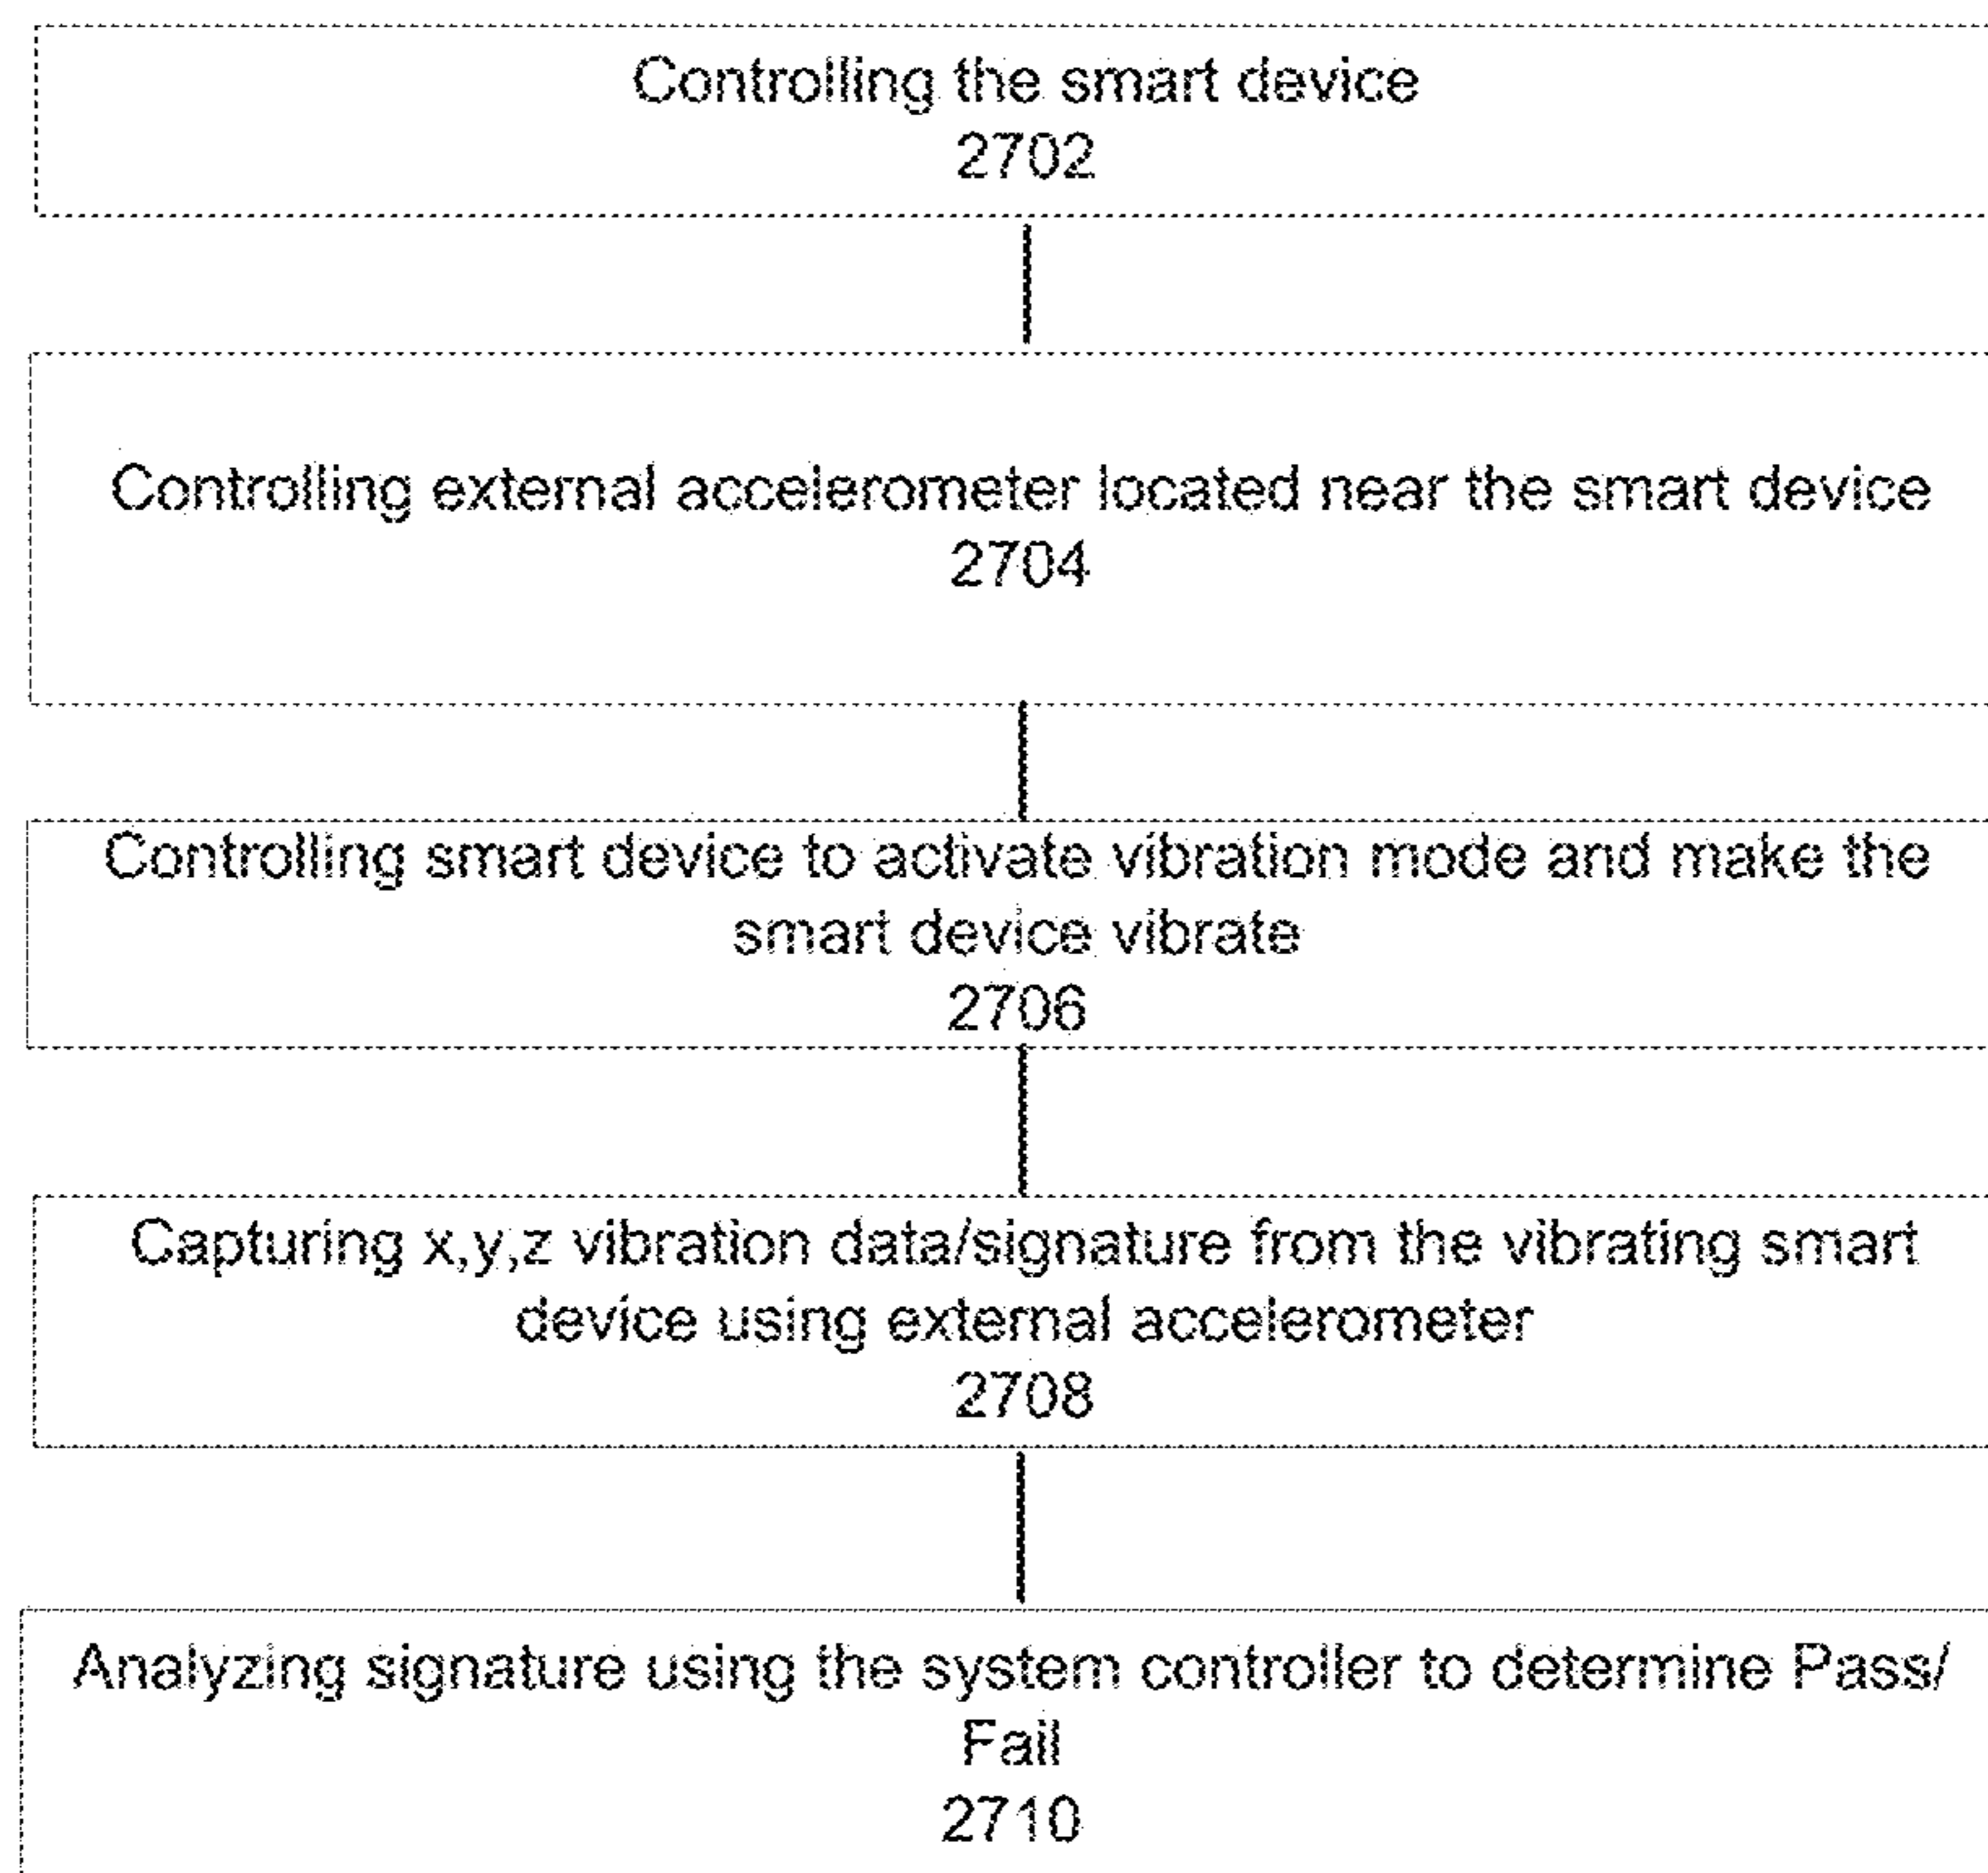 Controlling the smart device
2702
Controlling external accelerometer located near the smart device
2704
Controlling smart device to activate vibration mode and make the
smart device vibrate
2706
Capturing x,y,z vibration data/signature from the vibrating smart
device using external accelerometer
2708
Analyzing signature using the system controller to determine Pass/
Fail
2710